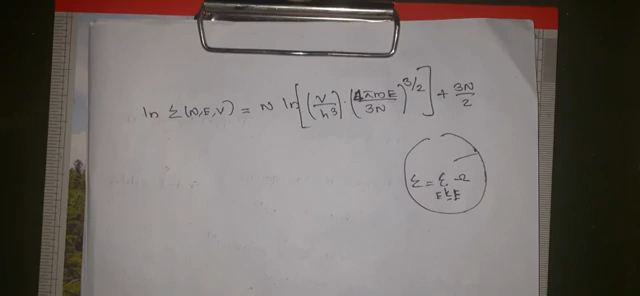 ln Σ(N,E,V) = N ln[(V/h³)·(4πmE/3N)^3/2] + 3N/2
Σ = Σ Ω
E' ≤ E